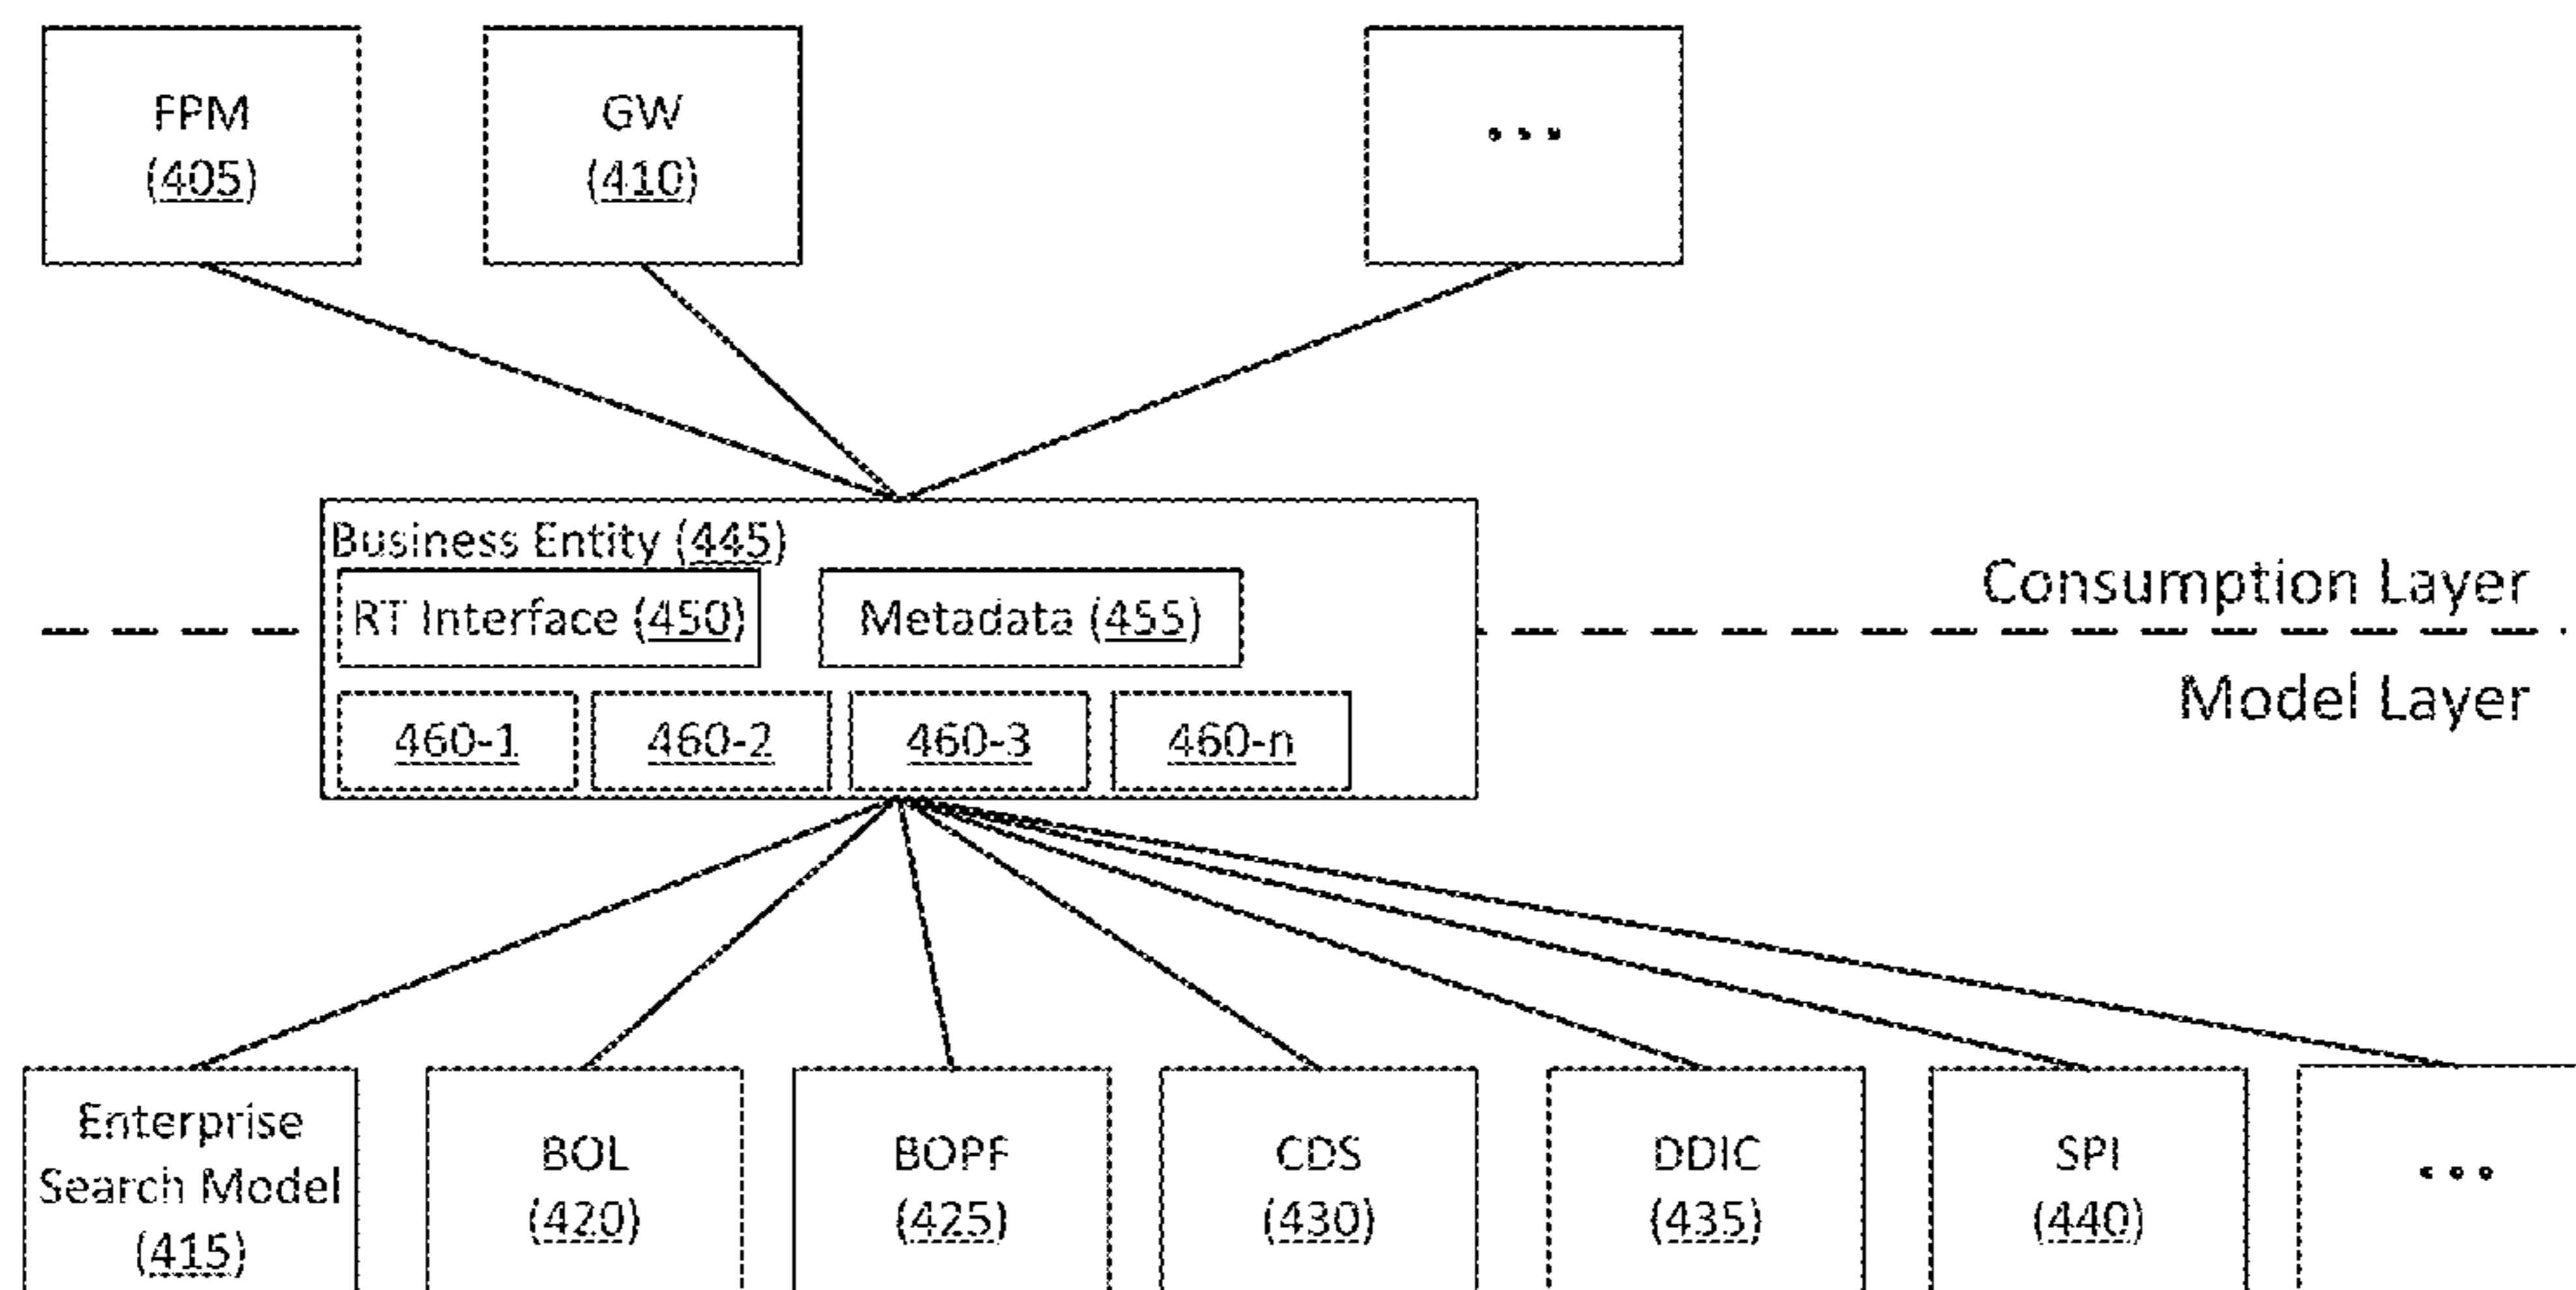 FPM
(405)
GW
(410)
...
Business Entity (445)
RT Interface (450)
Metadata (455)
Consumption Layer
Model Layer
460-1
460-2
460-3
460-n
Enterprise
Search Model
(415)
BOL
(420)
BOPF
(425)
CDS
(430)
DDIC
(435)
SPI
(440)
...